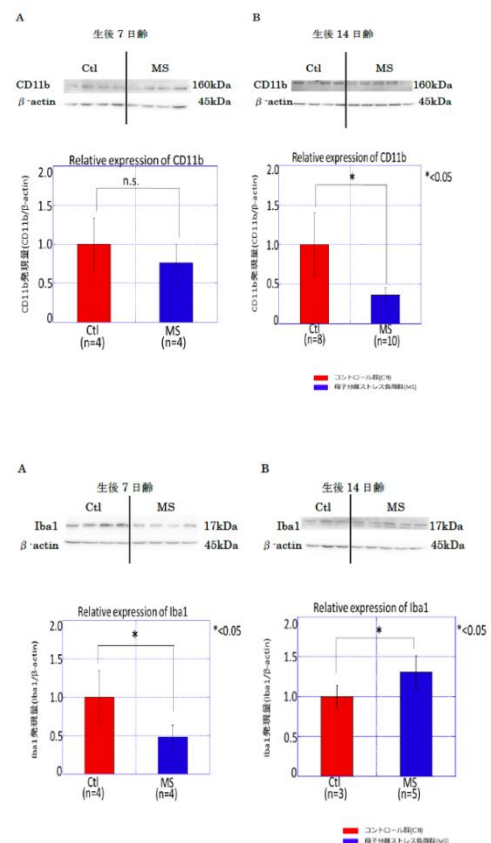 A
生後 7 日齢
Ctl MS
CD11b 160kDa
β-actin 45kDa
Relative expression of CD11b
CD11b発現量(CD11b/β-actin)
2.0
1.5
1.0
0.5
0
n.s.
Ctl
(n=4)
MS
(n=4)
B
生後 14 日齢
Ctl MS
CD11b 160kDa
β-actin 45kDa
Relative expression of CD11b
*<0.05
CD11b発現量(CD11b/β-actin)
2.0
1.5
1.0
0.5
0
*
Ctl
(n=8)
MS
(n=10)
コントロール群(Ctl)
母子分離ストレス負荷群(MS)
A
生後 7 日齢
Ctl MS
Iba1 17kDa
β-actin 45kDa
Relative expression of Iba1
*<0.05
Iba1発現量(Iba1/β-actin)
2.0
1.5
1.0
0.5
0
*
Ctl
(n=4)
MS
(n=4)
B
生後 14 日齢
Ctl MS
Iba1 17kDa
β-actin 45kDa
Relative expression of Iba1
*<0.05
Iba1発現量(Iba1/β-actin)
2.0
1.5
1.0
0.5
0
*
Ctl
(n=3)
MS
(n=5)
コントロール群(Ctl)
母子分離ストレス負荷群(MS)